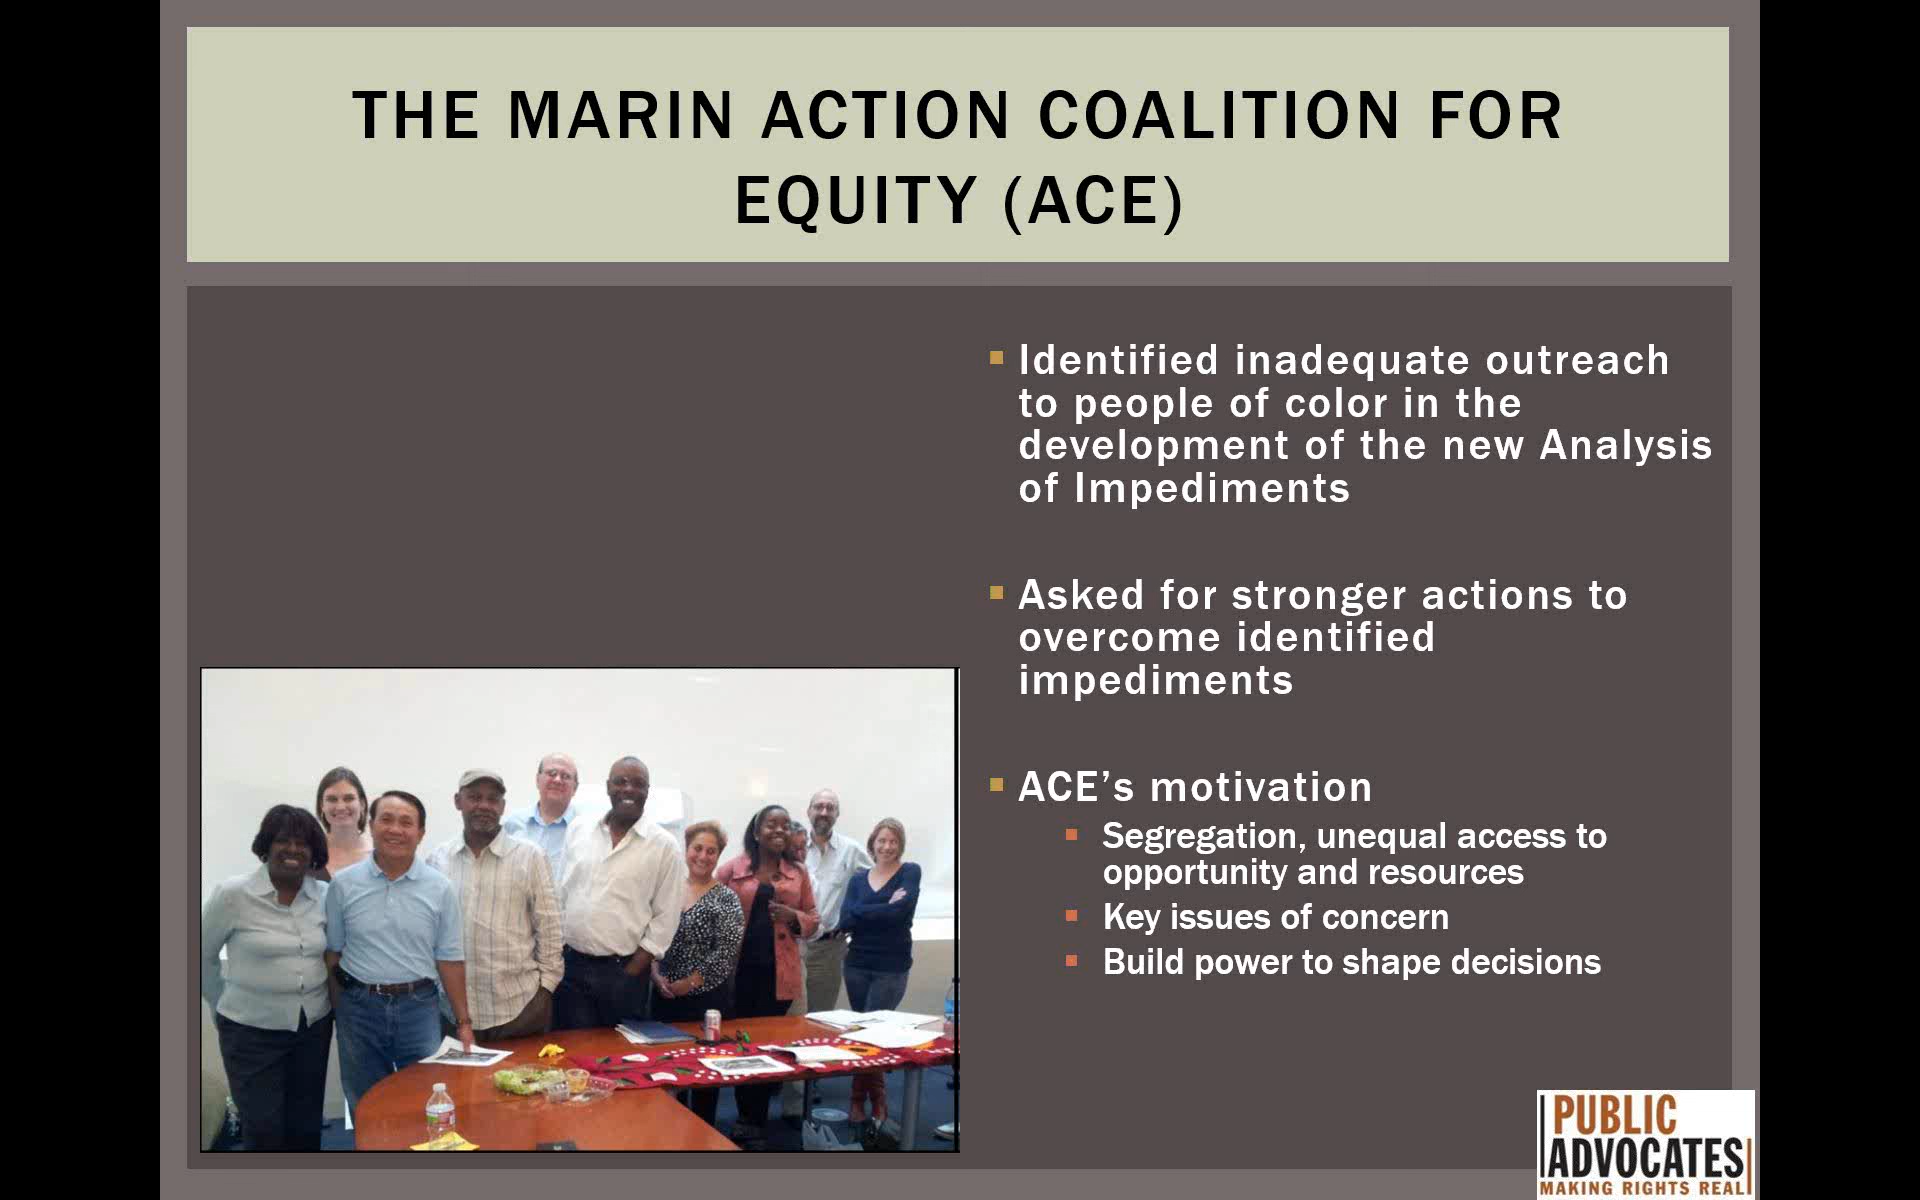 THE MARIN ACTION COALITION FOR
EQUITY (ACE)
Identified inadequate outreach
to people of color in the
development of the new Analysis
of Impediments
Asked for stronger actions to
overcome identified
impediments
ACE’s motivation
Segregation, unequal access to
opportunity and resources
Key issues of concern
Build power to shape decisions
PUBLIC
ADVOCATES
MAKING RIGHTS REAL